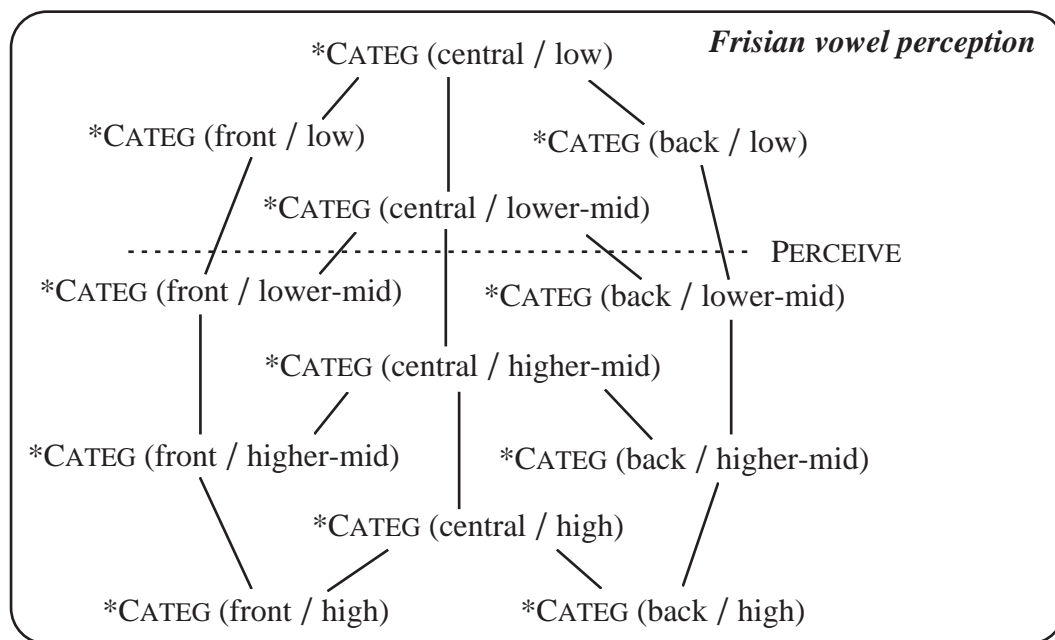 Frisian vowel perception
*CATEG (central / low)
*CATEG (front / low)
*CATEG (back / low)
*CATEG (central / lower-mid)
PERCEIVE
*CATEG (front / lower-mid)
*CATEG (back / lower-mid)
*CATEG (central / higher-mid)
*CATEG (front / higher-mid)
*CATEG (back / higher-mid)
*CATEG (central / high)
*CATEG (front / high)
*CATEG (back / high)